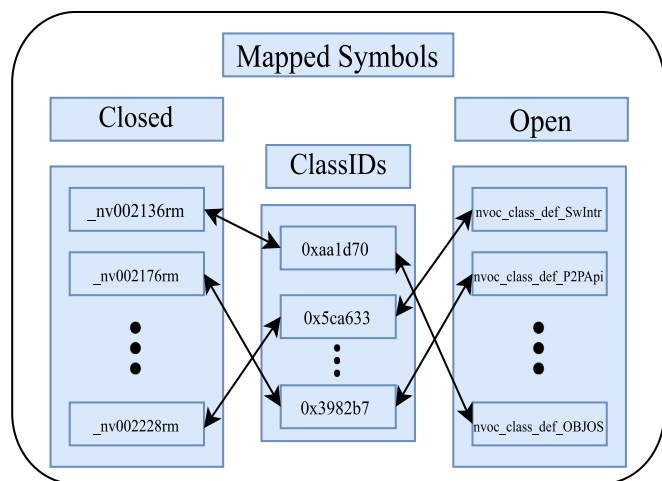 Mapped Symbols
Closed
_nv002136rm
_nv002176rm
_nv002228rm
ClassIDs
0xaa1d70
0x5ca633
0x3982b7
Open
nvoc_class_def_SwIntr
nvoc_class_def_P2PApi
nvoc_class_def_OBJOS